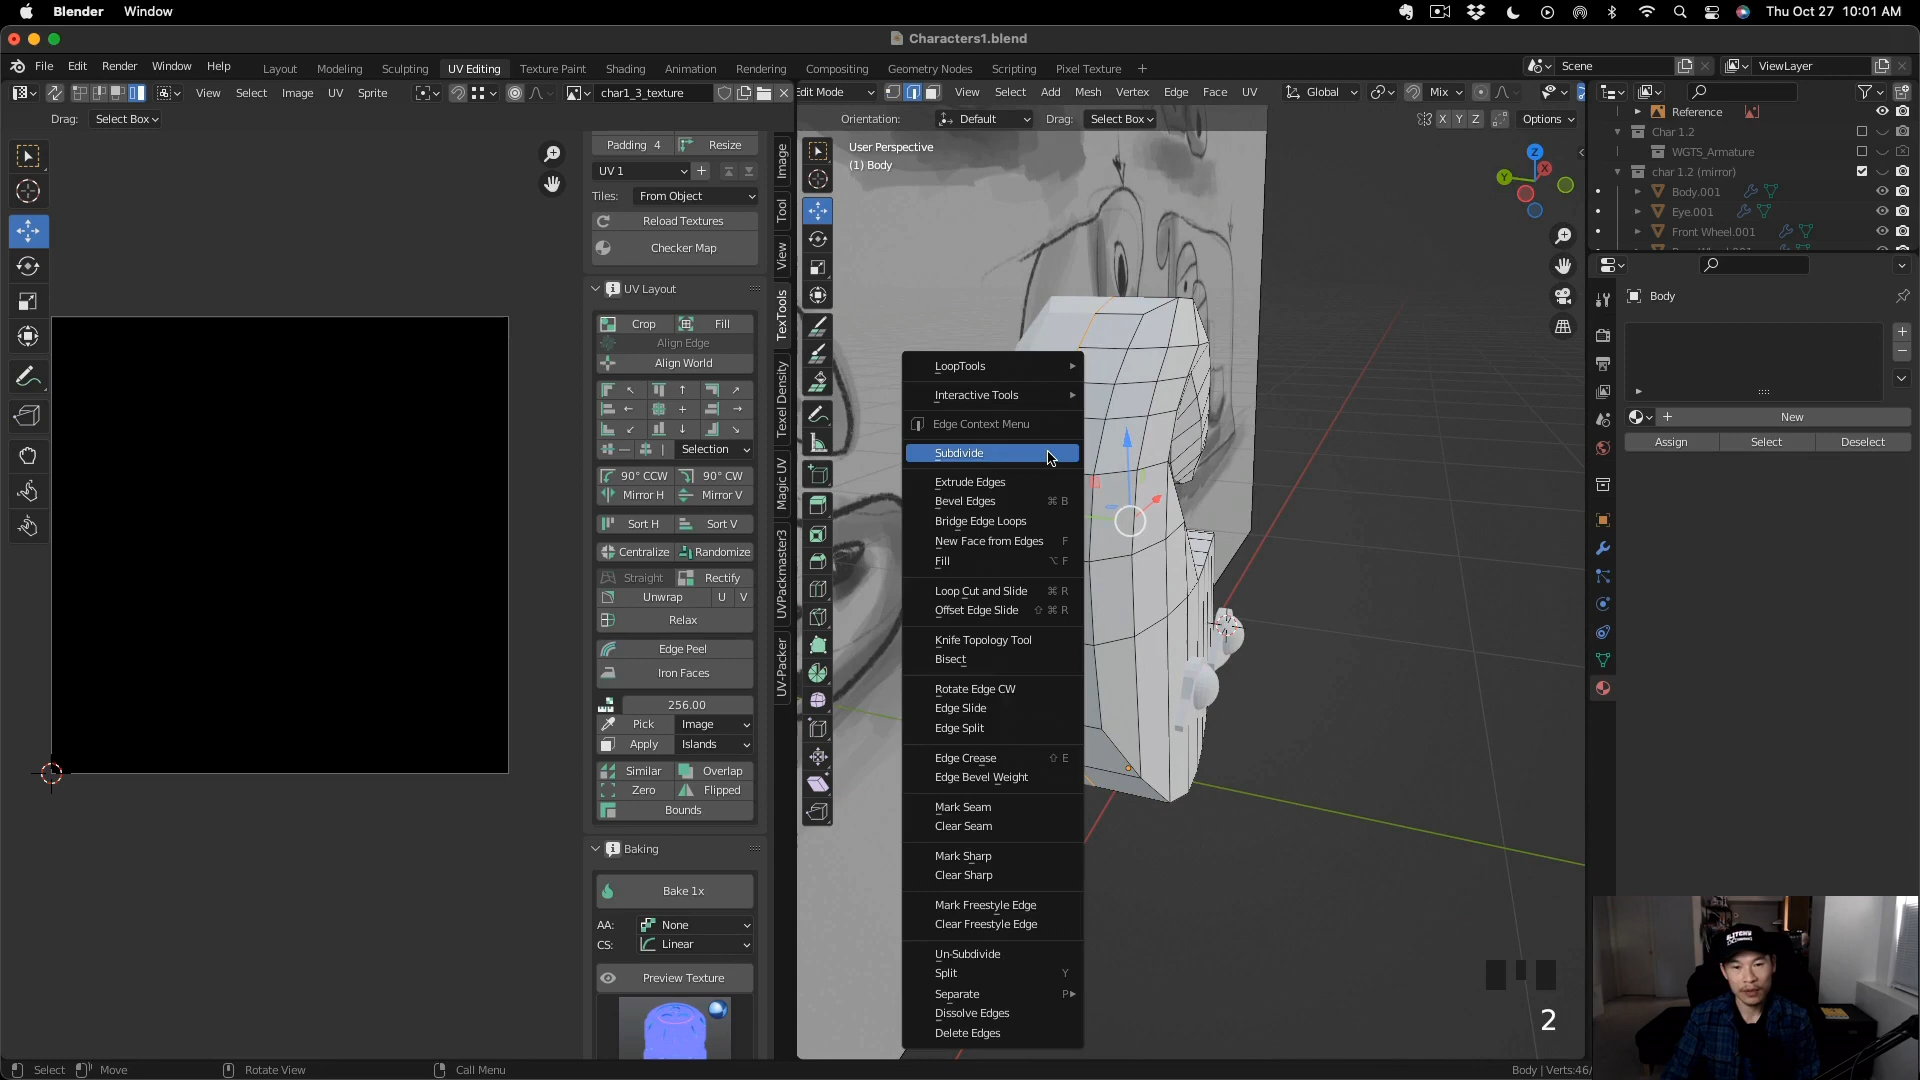 Blender Window Thu Oct 27 10:01 AM
Characters1.blend
File Edit Render Window Help Layout Modeling Sculpting UV Editing Texture Paint Shading Animation Rendering Compositing Geometry Nodes Scripting Pixel Texture + Scene ViewLayer
View Select Image UV Sprite char1_3_texture
Edit Mode View Select Add Mesh Vertex Edge Face UV Global Mix
Drag: Select Box
Orientation: Default Drag: Select Box X Y Z Options
User Perspective
(1) Body
Padding 4 Resize
UV 1
Tiles: From Object
Reload Textures
Checker Map
UV Layout
Crop Fill
Align Edge
Align World
Selection
90° CCW 90° CW
Mirror H Mirror V
Sort H Sort V
Centralize Randomize
Straight Rectify
Unwrap U V
Relax
Edge Peel
Iron Faces
256.00
Pick Image
Apply Islands
Similar Overlap
Zero Flipped
Bounds
Baking
Bake 1x
AA: None
CS: Linear
Preview Texture
Image
Tool
View
TexTools
Texel Density
Magic UV
UVPackmaster3
UV-Packer
LoopTools
Interactive Tools
Edge Context Menu
Subdivide
Extrude Edges
Bevel Edges ⌘ B
Bridge Edge Loops
New Face from Edges F
Fill ⌥ F
Loop Cut and Slide ⌘ R
Offset Edge Slide ⇧ ⌘ R
Knife Topology Tool
Bisect
Rotate Edge CW
Edge Slide
Edge Split
Edge Crease ⇧ E
Edge Bevel Weight
Mark Seam
Clear Seam
Mark Sharp
Clear Sharp
Mark Freestyle Edge
Clear Freestyle Edge
Un-Subdivide
Split Y
Separate P
Dissolve Edges
Delete Edges
Z
X
Y
2
Reference
Char 1.2
WGTS_Armature
char 1.2 (mirror)
Body.001
Eye.001
Front Wheel.001
Body
New
Assign Select Deselect
Select Move Rotate View Call Menu Body | Verts:46/